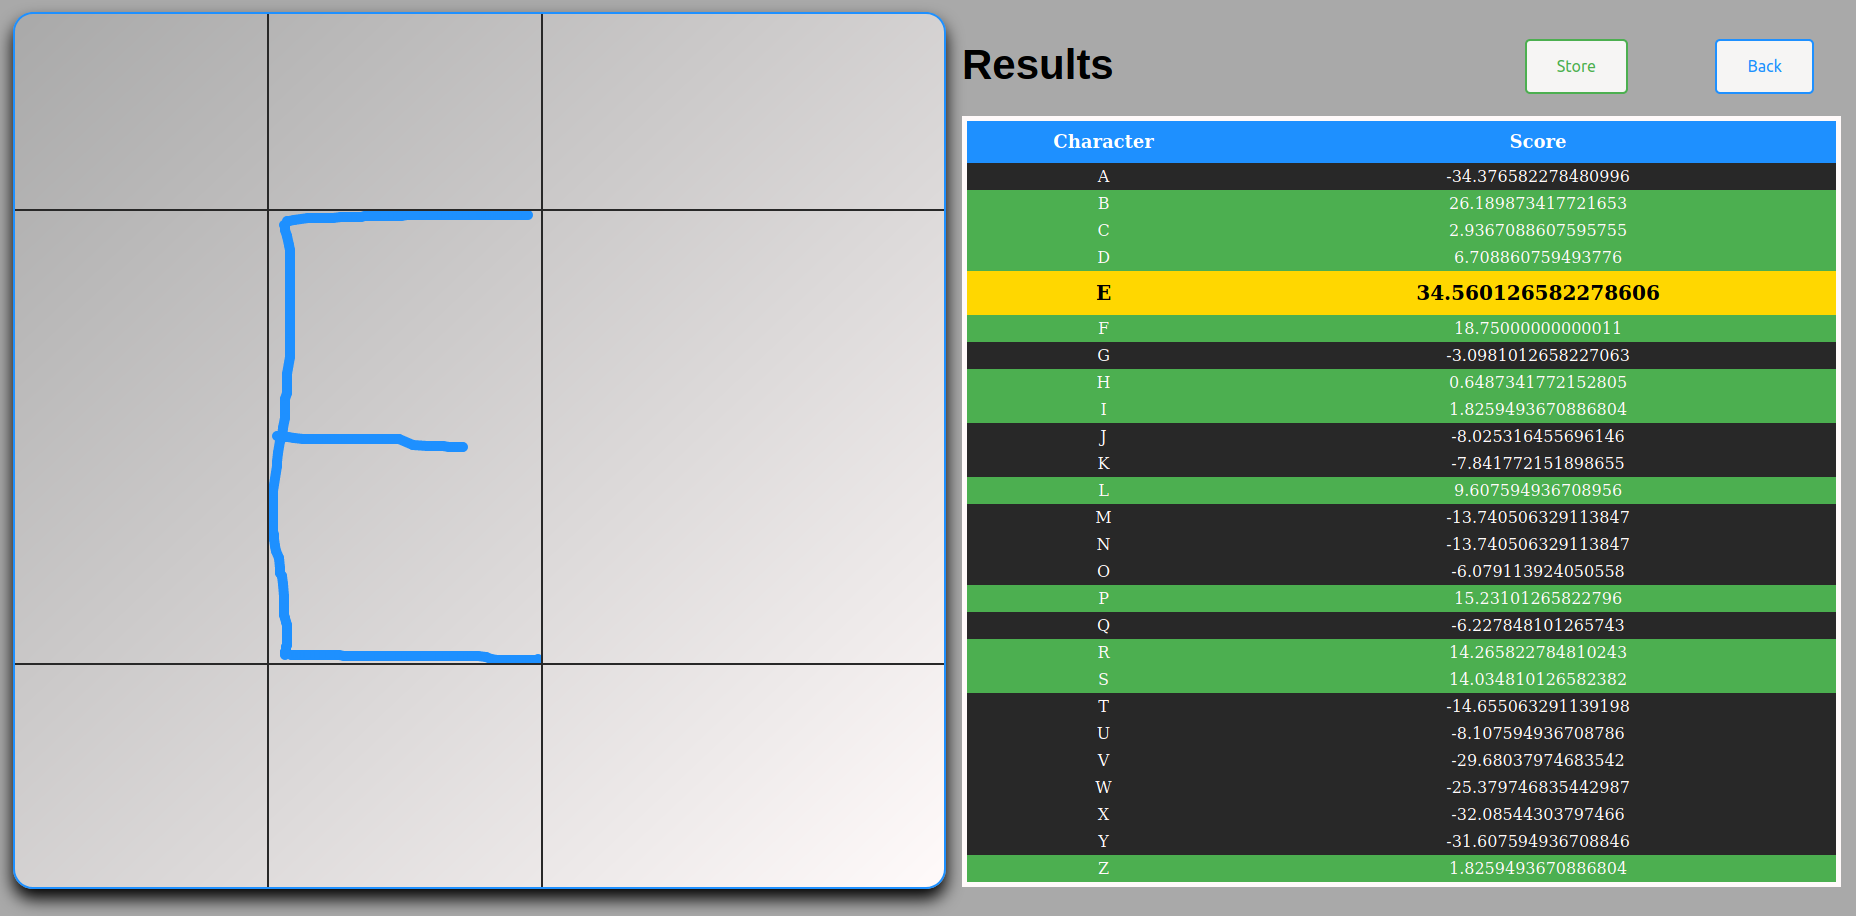 E
Results
Store
Back
Character Score
A -34.376582278480996
B 26.189873417721653
C 2.9367088607595755
D 6.708860759493776
E 34.560126582278606
F 18.75000000000011
G -3.0981012658227063
H 0.6487341772152805
I 1.8259493670886804
J -8.025316455696146
K -7.841772151898655
L 9.607594936708956
M -13.740506329113847
N -13.740506329113847
O -6.079113924050558
P 15.23101265822796
Q -6.227848101265743
R 14.265822784810243
S 14.034810126582382
T -14.655063291139198
U -8.107594936708786
V -29.68037974683542
W -25.379746835442987
X -32.08544303797466
Y -31.607594936708846
Z 1.8259493670886804